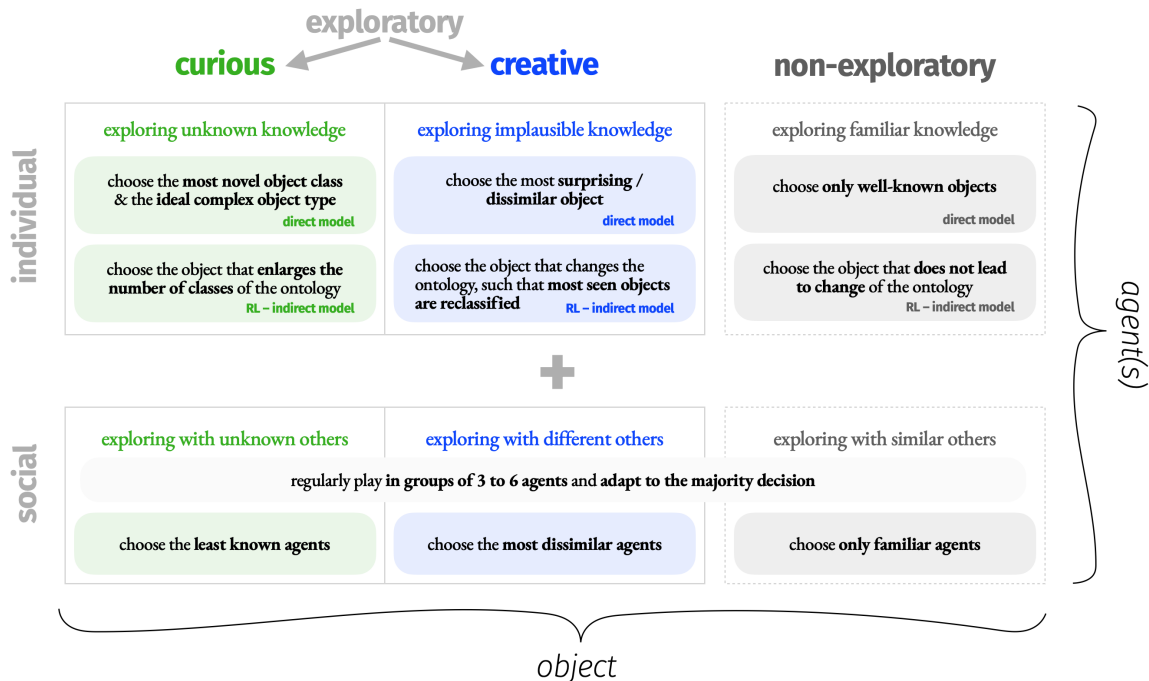 exploratory
curious
creative
non-exploratory
individual
exploring unknown knowledge
choose the most novel object class
& the ideal complex object type
direct model
choose the object that enlarges the
number of classes of the ontology
RL – indirect model
exploring implausible knowledge
choose the most surprising /
dissimilar object
direct model
choose the object that changes the
ontology, such that most seen objects
are reclassified
RL – indirect model
exploring familiar knowledge
choose only well-known objects
direct model
choose the object that does not lead
to change of the ontology
RL – indirect model
agent(s)
+
social
exploring with unknown others
exploring with different others
exploring with similar others
regularly play in groups of 3 to 6 agents and adapt to the majority decision
choose the least known agents
choose the most dissimilar agents
choose only familiar agents
object